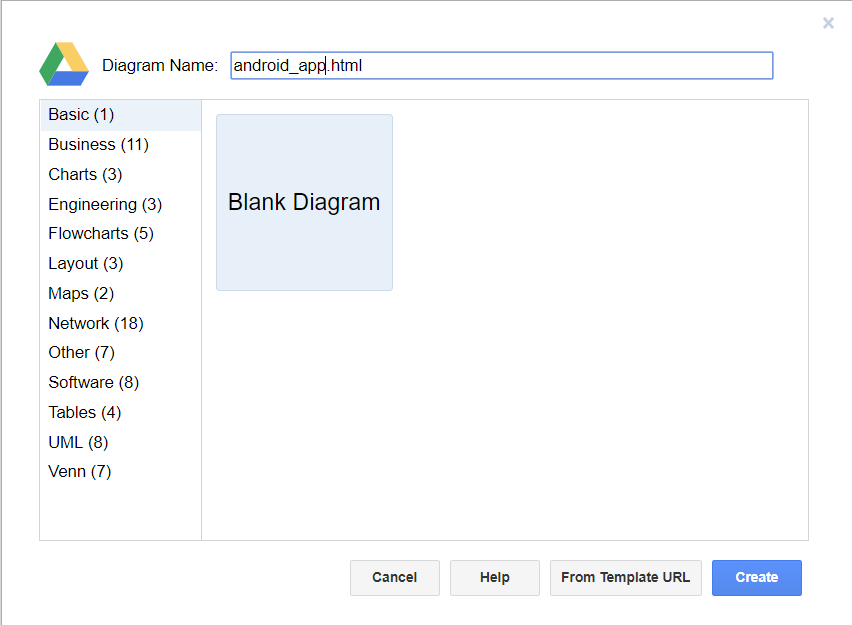 ×
Diagram Name: android_app.html
Basic (1)
Business (11)
Charts (3)
Engineering (3)
Flowcharts (5)
Layout (3)
Maps (2)
Network (18)
Other (7)
Software (8)
Tables (4)
UML (8)
Venn (7)
Blank Diagram
Cancel Help From Template URL Create